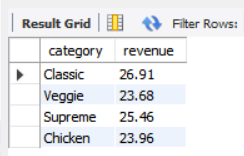 Result Grid Filter Rows:
category revenue
Classic 26.91
Veggie 23.68
Supreme 25.46
Chicken 23.96